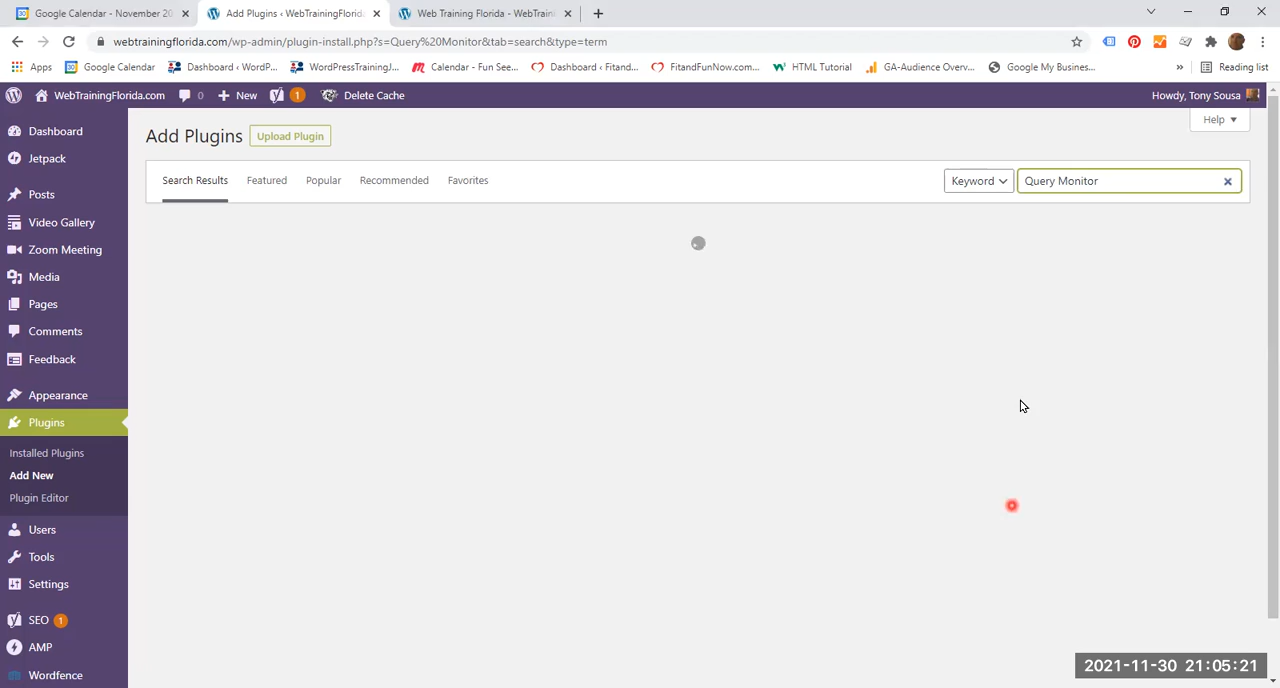 Google Calendar - November 20
Add Plugins ‹ WebTrainingFlorida
Web Training Florida - WebTrain
webtrainingflorida.com/wp-admin/plugin-install.php?s=Query%20Monitor&tab=search&type=term
Apps
Google Calendar
Dashboard ‹ WordP...
WordPressTrainingJ...
Calendar - Fun See...
Dashboard ‹ Fitand...
FitandFunNow.com...
HTML Tutorial
GA-Audience Overv...
Google My Busines...
»
Reading list
WebTrainingFlorida.com
0
New
1
Delete Cache
Howdy, Tony Sousa
Dashboard
Jetpack
Posts
Video Gallery
Zoom Meeting
Media
Pages
Comments
Feedback
Appearance
Plugins
Installed Plugins
Add New
Plugin Editor
Users
Tools
Settings
SEO 1
AMP
Wordfence
Help
Add Plugins
Upload Plugin
Search Results
Featured
Popular
Recommended
Favorites
Keyword
Query Monitor
2021-11-30 21:05:21